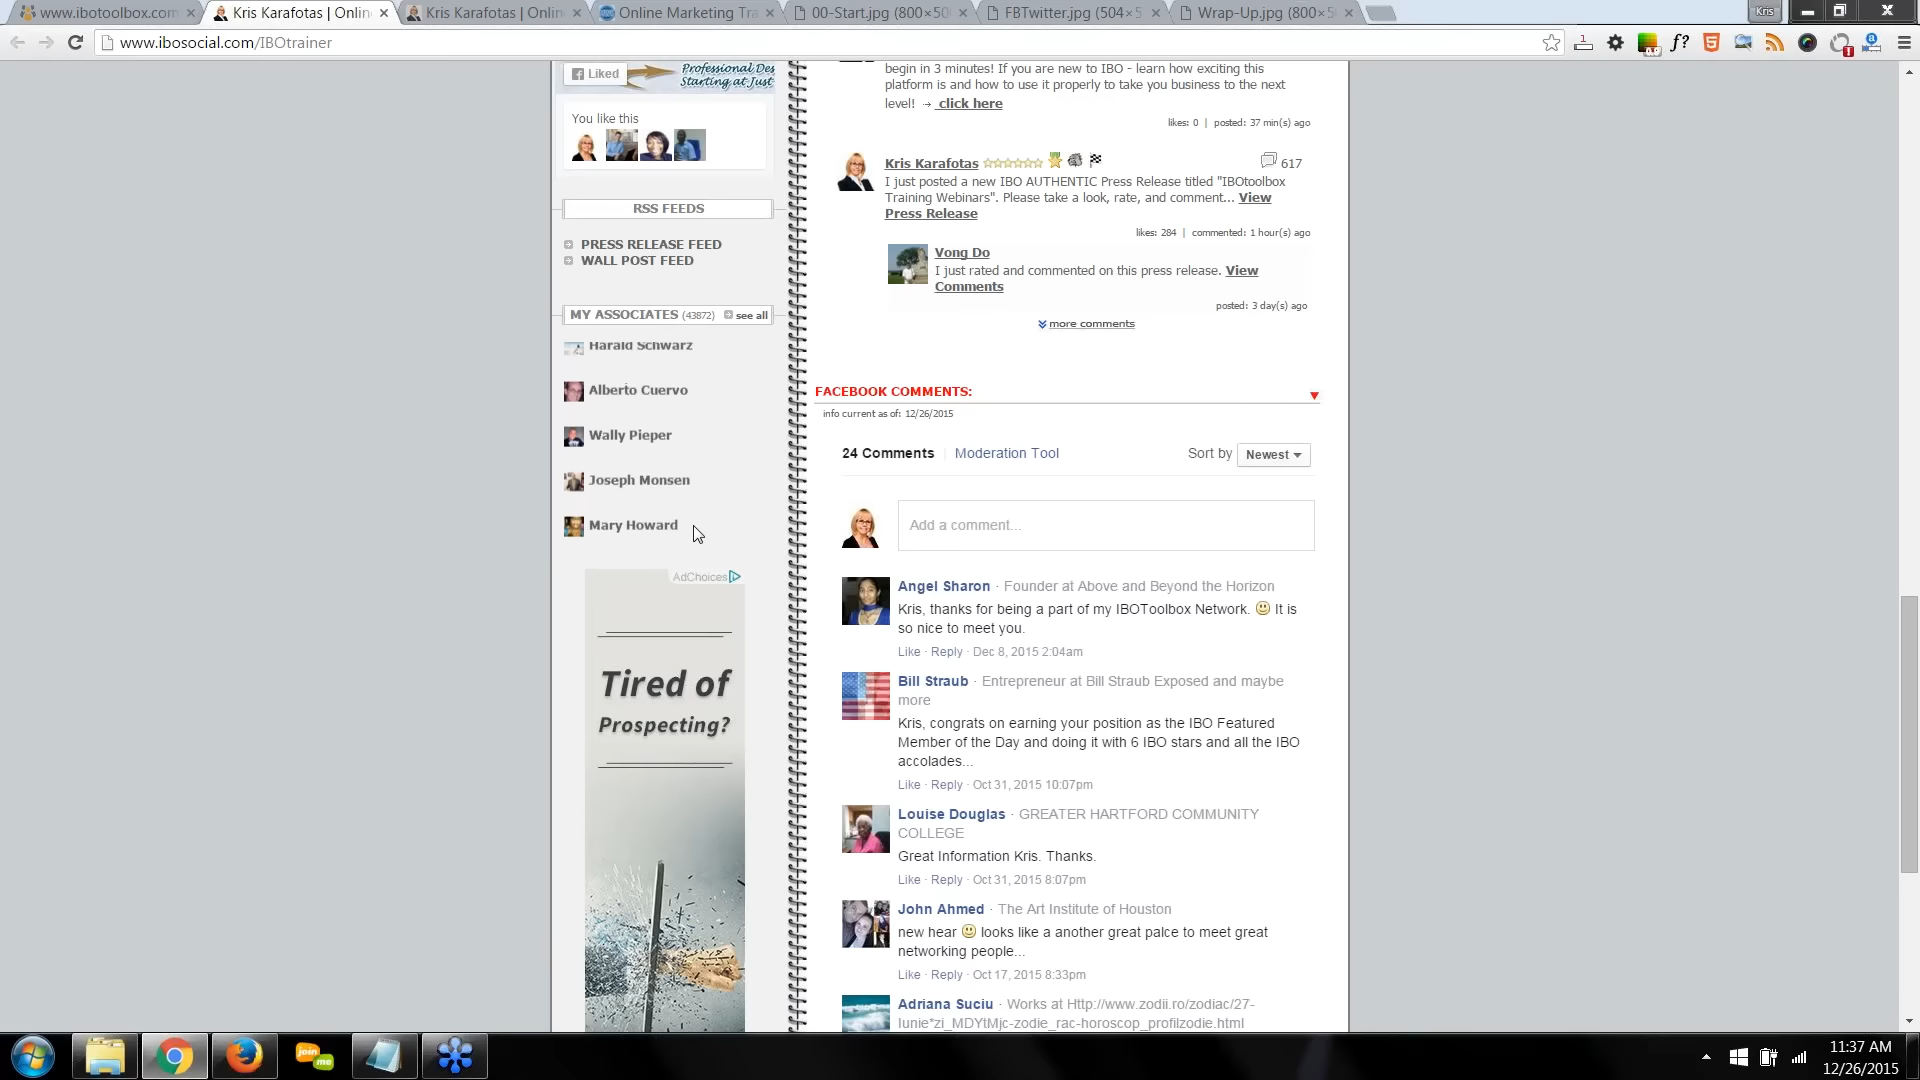 www.ibotoolbox.com
Kris Karafotas | Onlin
Kris Karafotas | Onlin
Online Marketing Tra
00-Start.jpg (800×50
FBTwitter.jpg (504×5
Wrap-Up.jpg (800×5
Kris
www.ibosocial.com/IBOtrainer
Liked
Professional Des
Starting at Just
You like this
RSS FEEDS
PRESS RELEASE FEED
WALL POST FEED
MY ASSOCIATES (43872) see all
Harald Schwarz
Alberto Cuervo
Wally Pieper
Joseph Monsen
Mary Howard
AdChoices
Tired of
Prospecting?
begin in 3 minutes! If you are new to IBO - learn how exciting this
platform is and how to use it properly to take you business to the next
level! → click here
likes: 0 | posted: 37 min(s) ago
Kris Karafotas 617
I just posted a new IBO AUTHENTIC Press Release titled "IBOtoolbox
Training Webinars". Please take a look, rate, and comment... View
Press Release
likes: 284 | commented: 1 hour(s) ago
Vong Do
I just rated and commented on this press release. View
Comments
posted: 3 day(s) ago
more comments
FACEBOOK COMMENTS:
info current as of: 12/26/2015
24 Comments Moderation Tool Sort by Newest
Add a comment...
Angel Sharon · Founder at Above and Beyond the Horizon
Kris, thanks for being a part of my IBOToolbox Network. It is
so nice to meet you.
Like · Reply · Dec 8, 2015 2:04am
Bill Straub · Entrepreneur at Bill Straub Exposed and maybe
more
Kris, congrats on earning your position as the IBO Featured
Member of the Day and doing it with 6 IBO stars and all the IBO
accolades...
Like · Reply · Oct 31, 2015 10:07pm
Louise Douglas · GREATER HARTFORD COMMUNITY
COLLEGE
Great Information Kris. Thanks.
Like · Reply · Oct 31, 2015 8:07pm
John Ahmed · The Art Institute of Houston
new hear looks like a another great palce to meet great
networking people...
Like · Reply · Oct 17, 2015 8:33pm
Adriana Suciu · Works at Http://www.zodii.ro/zodiac/27-
Iunie*zi_MDYtMjc-zodie_rac-horoscop_profilzodie.html
join
me
11:37 AM
12/26/2015